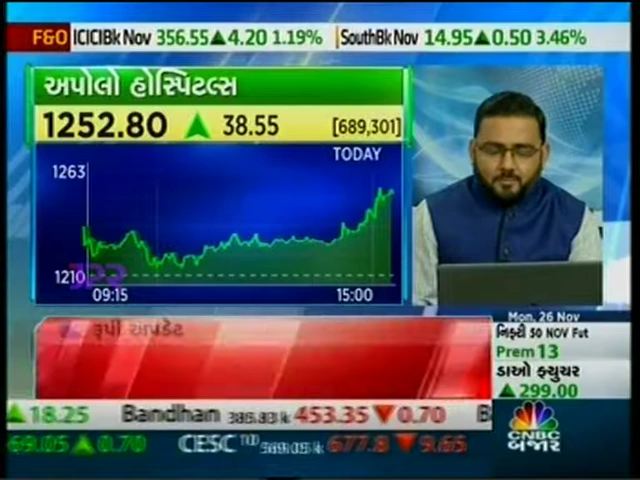 F&O ICICIBk Nov 356.55▲4.20 1.19% SouthBk Nov 14.95▲0.50 3.46%
અપોલો હોસ્પિટલ્સ
1252.80 ▲ 38.55 [689,301]
TODAY
1263
1210
09:15 15:00
Mon, 26 Nov
નિફ્ટી 50 NOV Fut
Prem 13
ડાઓ ફ્યુચર
▲299.00
રૂપી અપડેટ
▲18.25 Bandhan 453.35▼0.70 B
69.05▲0.70 CESC 677.8▼9.65
CNBC
બજાર